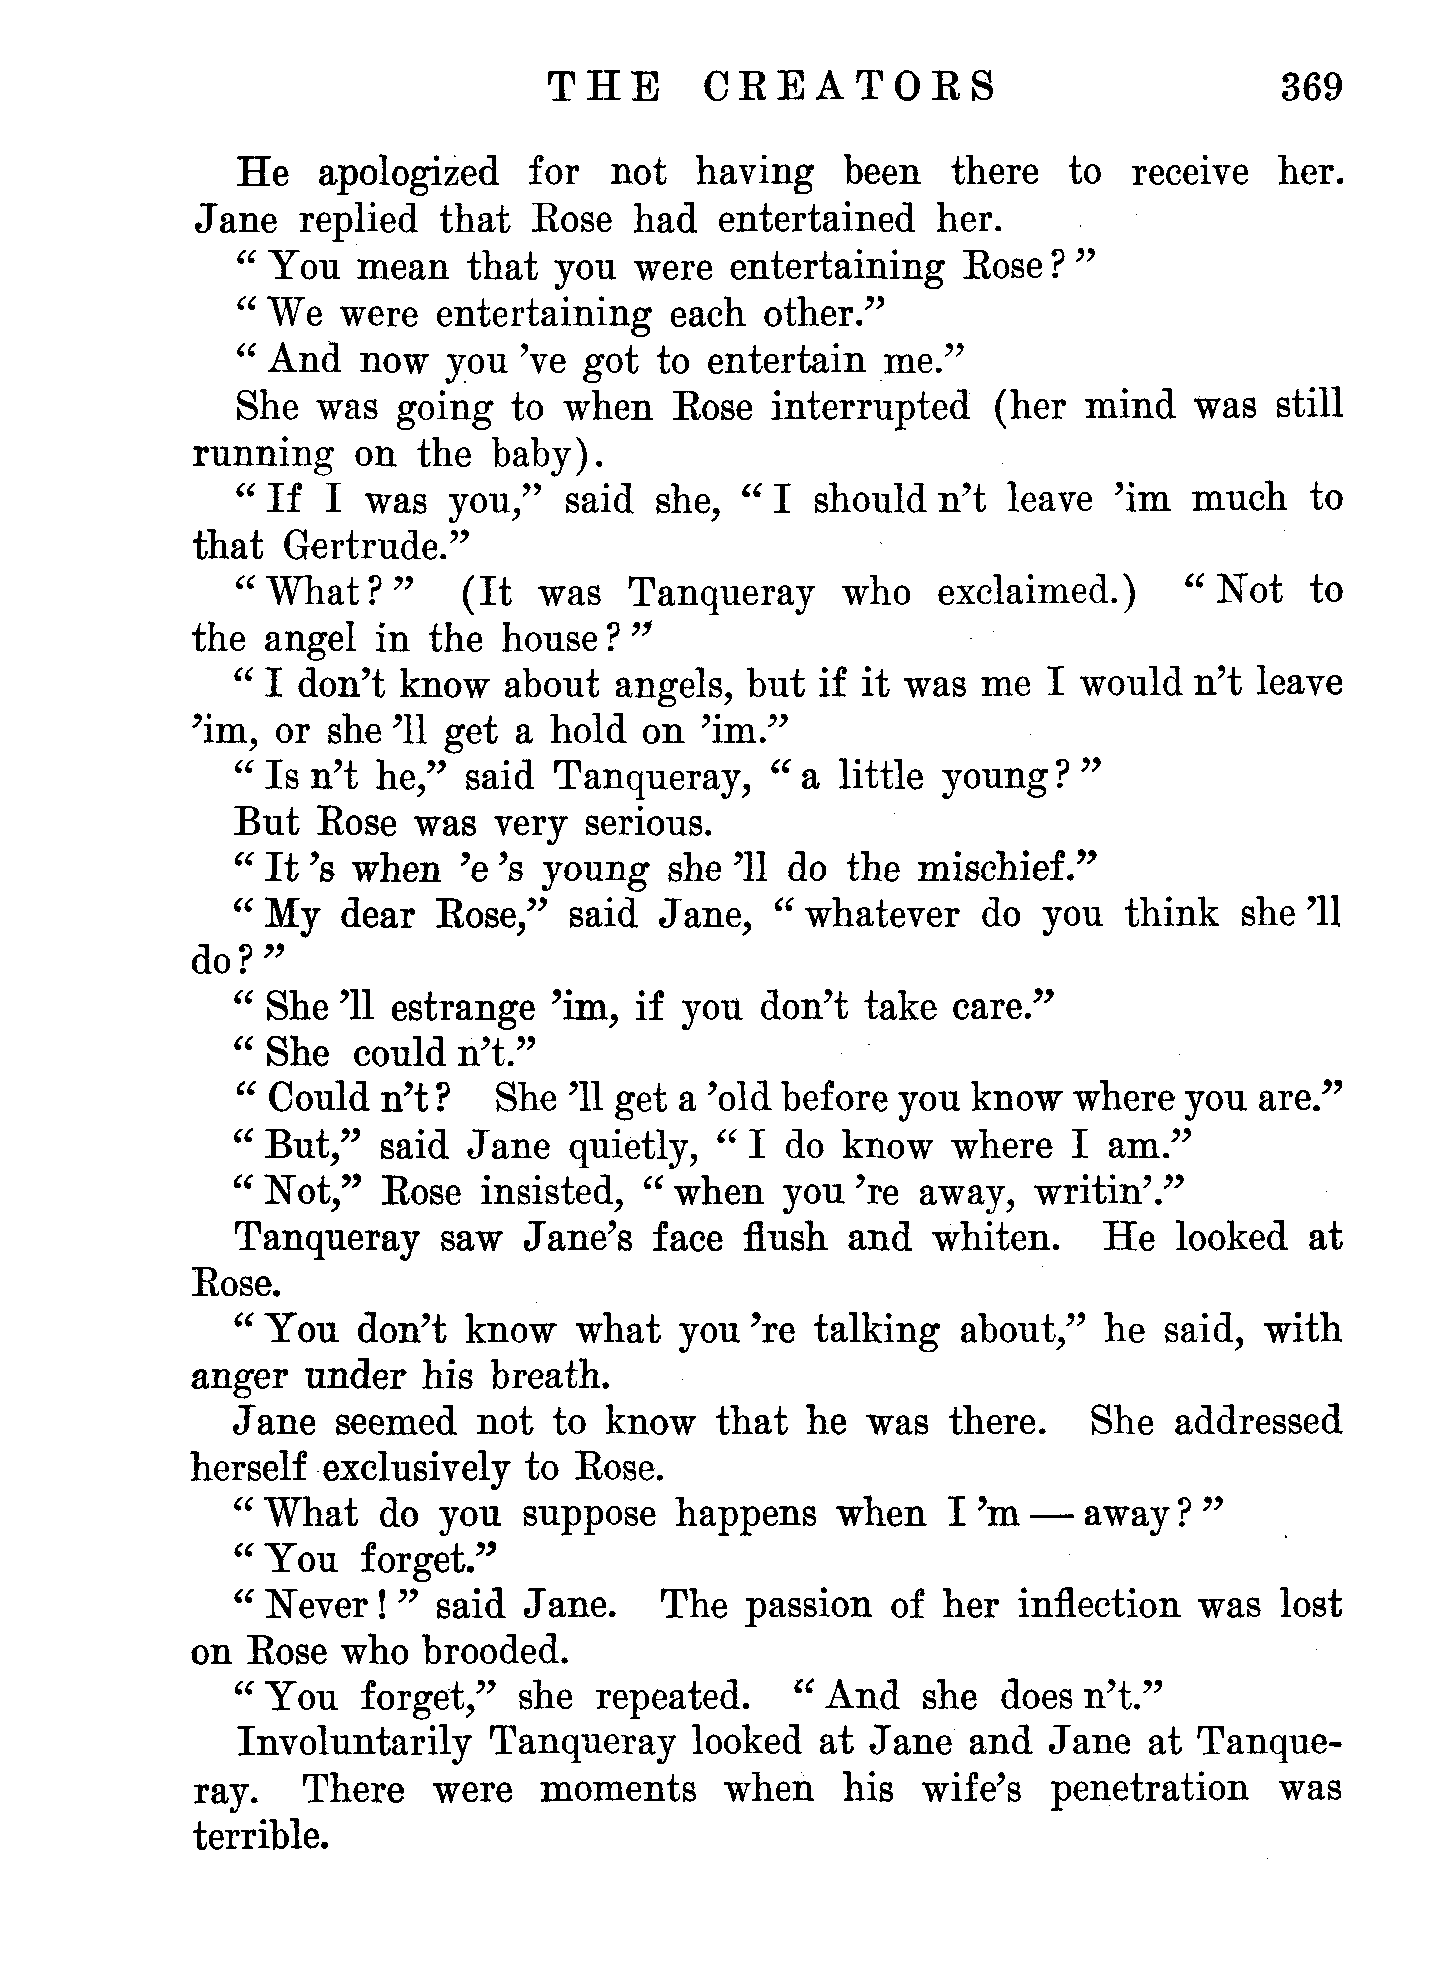 THE CREATORS 369
He apologized for not having been there to receive her.
Jane replied that Rose had entertained her.
“ You mean that you were entertaining Rose? ”
“ We were entertaining each other.”
“ And now you ’ve got to entertain me.”
She was going to when Rose interrupted (her mind was still
running on the baby).
“ If I was you,” said she, “ I should n’t leave ’im much to
that Gertrude.”
“ What? ” (It was Tanqueray who exclaimed.) “ Not to
the angel in the house? ”
“ I don’t know about angels, but if it was me I would n’t leave
’im, or she ’ll get a hold on ’im.”
“ Is n’t he,” said Tanqueray, “ a little young? ”
But Rose was very serious.
“ It ’s when ’e ’s young she ’ll do the mischief.”
“ My dear Rose,” said Jane, “ whatever do you think she ’ll
do? ”
“ She ’ll estrange ’im, if you don’t take care.”
“ She could n’t.”
“ Could n’t? She ’ll get a ’old before you know where you are.”
“ But,” said Jane quietly, “ I do know where I am.”
“ Not,” Rose insisted, “ when you ’re away, writin’.”
Tanqueray saw Jane’s face flush and whiten. He looked at
Rose.
“ You don’t know what you ’re talking about,” he said, with
anger under his breath.
Jane seemed not to know that he was there. She addressed
herself exclusively to Rose.
“ What do you suppose happens when I ’m — away? ”
“ You forget.”
“ Never! ” said Jane. The passion of her inflection was lost
on Rose who brooded.
“ You forget,” she repeated. “ And she does n’t.”
Involuntarily Tanqueray looked at Jane and Jane at Tanque-
ray. There were moments when his wife’s penetration was
terrible.